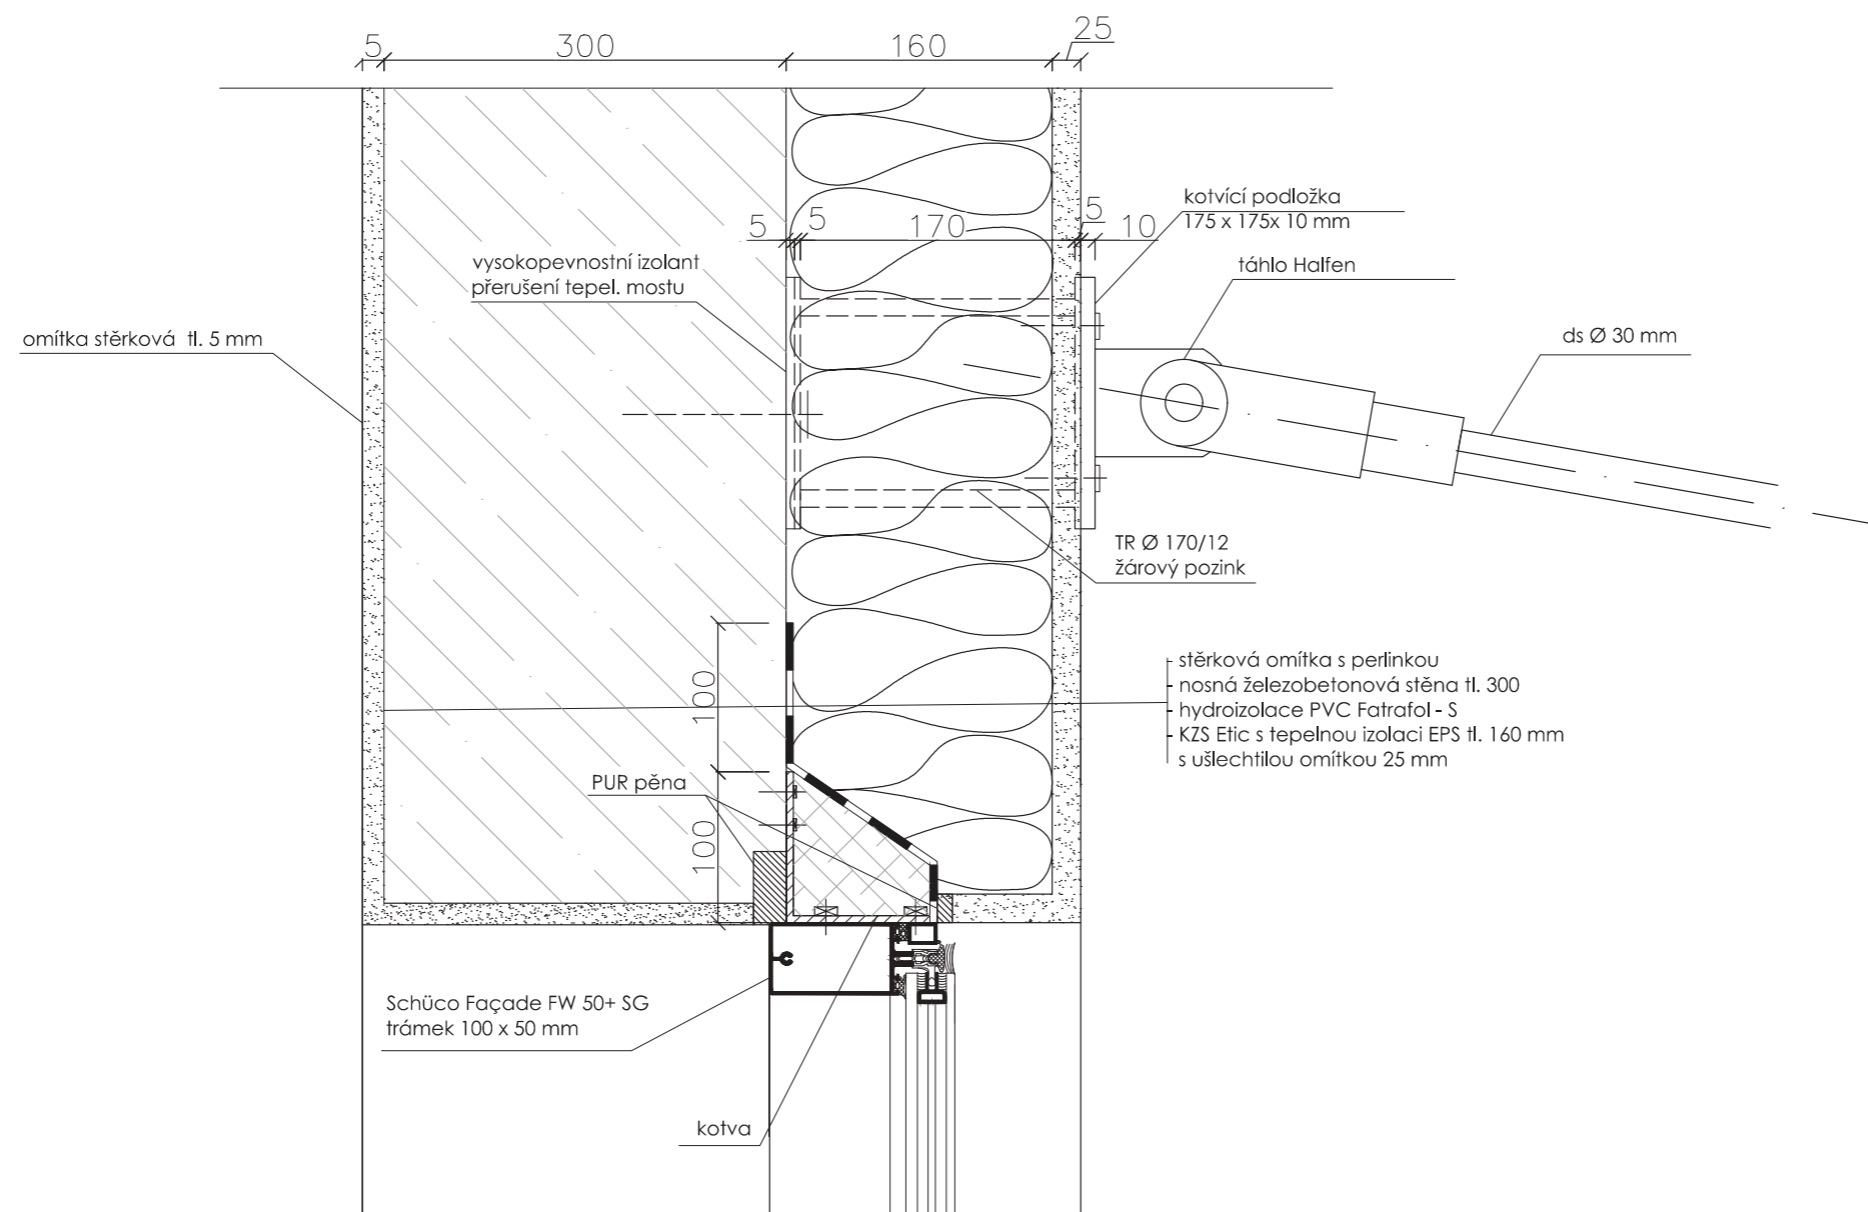 5
300
160
25
5
5
170
5
10
kotvící podložka
175 x 175x 10 mm
vysokopevnostní izolant
přerušení tepel. mostu
táhlo Halfen
omítka stěrková tl. 5 mm
ds Ø 30 mm
TR Ø 170/12
žárový pozink
100
- stěrková omítka s perlinkou
- nosná železobetonová stěna tl. 300
- hydroizolace PVC Fatrafol - S
- KZS Etic s tepelnou izolaci EPS tl. 160 mm
s ušlechtilou omítkou 25 mm
PUR pěna
100
Schüco Façade FW 50+ SG
trámek 100 x 50 mm
kotva